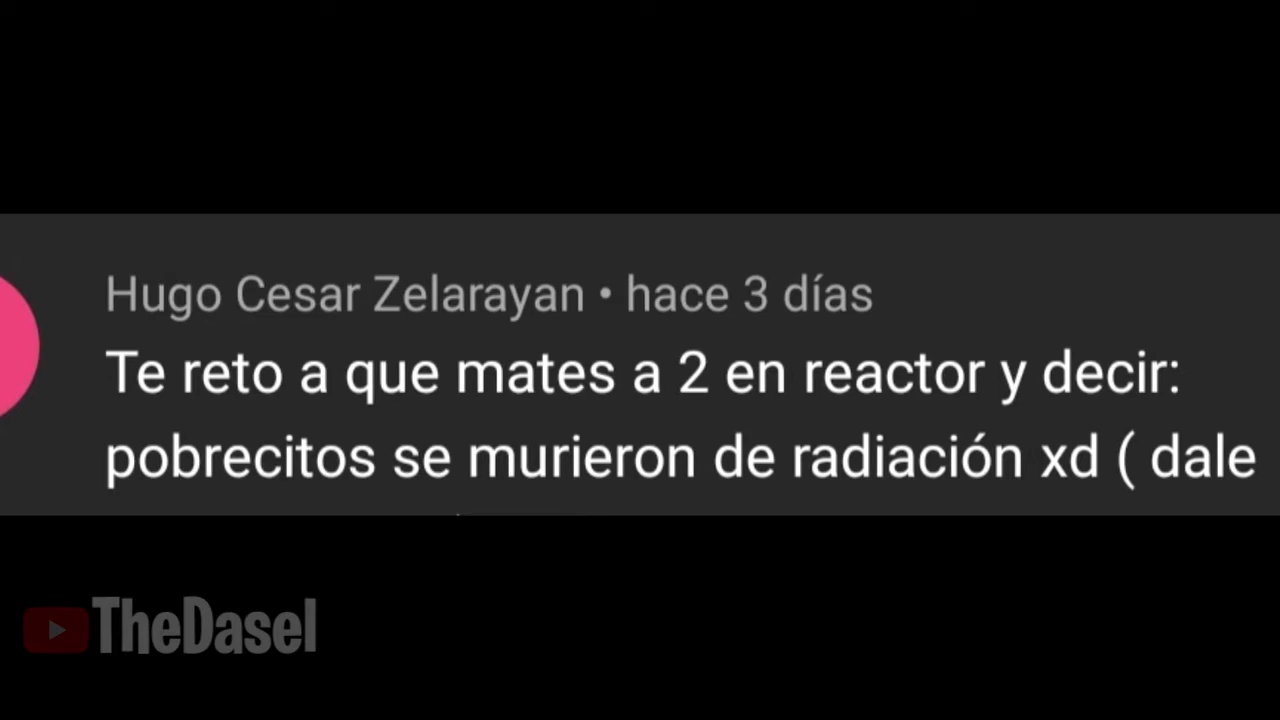 Hugo Cesar Zelarayan • hace 3 días
Te reto a que mates a 2 en reactor y decir:
pobrecitos se murieron de radiación xd ( dale
TheDasel